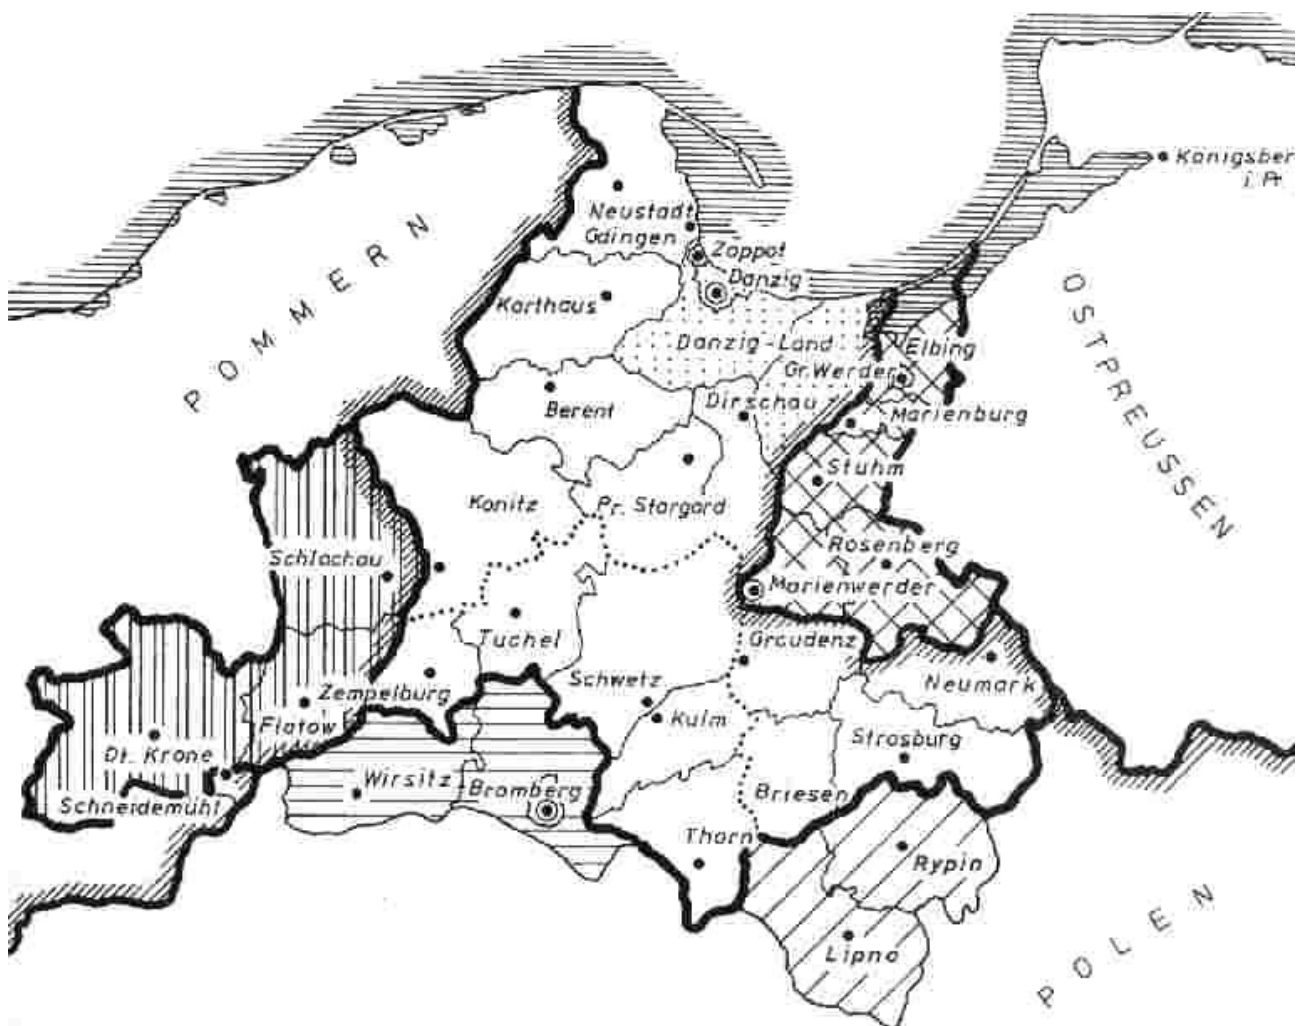 Königsber
i. Pr
Neustadt
Gdingen
Zoppot
Danzig
POMMERN
OSTPREUSSEN
Karthaus
Danzig-Land
Elbing
Gr. Werder
Berent
Dirschau
Marienburg
Stuhm
Konitz
Pr. Stargard
Schlochau
Rosenberg
Marienwerder
Tuchel
Graudenz
Zempelburg
Schwetz
Neumark
Flatow
Kulm
Dt. Krone
Strasburg
Schneidemühl
Wirsitz
Bromberg
Briesen
Thorn
Rypin
Lipno
POLEN